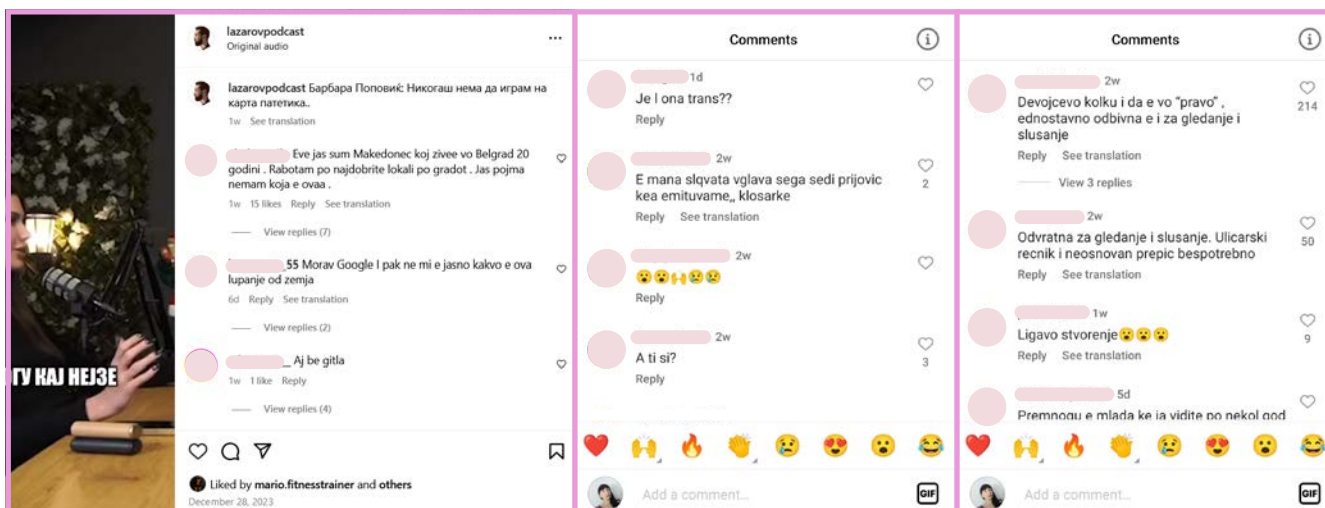 lazarovpodcast
Original audio
lazarovpodcast Барбара Поповиќ: Никогаш нема да играм на
карта патетика..
1w See translation
Eve jas sum Makedonec koj zivee vo Belgrad 20
godini . Rabotam po najdobrite lokali po gradot . Jas pojma
nemam koja e ovaa .
1w 15 likes Reply See translation
View replies (7)
_55 Morav Google I pak ne mi e jasno kakvo e ova
lupanje od zemja
6d Reply See translation
View replies (2)
__ Aj be gitla
1w 1 like Reply
View replies (4)
Liked by mario.fitnesstrainer and others
December 28, 2023
КАЈ НЕЈЗЕ
Comments
1d
Je l ona trans??
Reply
2w
E mana slqvata vglava sega sedi prijovic
kea emituvame,, klosarke
2
Reply See translation
2w
😮😮🙌😢😢
Reply
2w
A ti si?
3
Reply
❤️ 🙌 🔥 👏 😢 😍 😮 😂
Add a comment...
GIF
Comments
2w
Devojcevo kolku i da e vo "pravo" ,
ednostavno odbivna e i za gledanje i
slusanje
214
Reply See translation
View 3 replies
2w
Odvratna za gledanje i slusanje. Ulicarski
recnik i neosnovan prepic bespotrebno
50
Reply See translation
1w
Ligavo stvorenje😮😮😮
9
Reply See translation
5d
Premnogu e mlada ke ja vidite po nekol god
❤️ 🙌 🔥 👏 😢 😍 😮 😂
Add a comment...
GIF